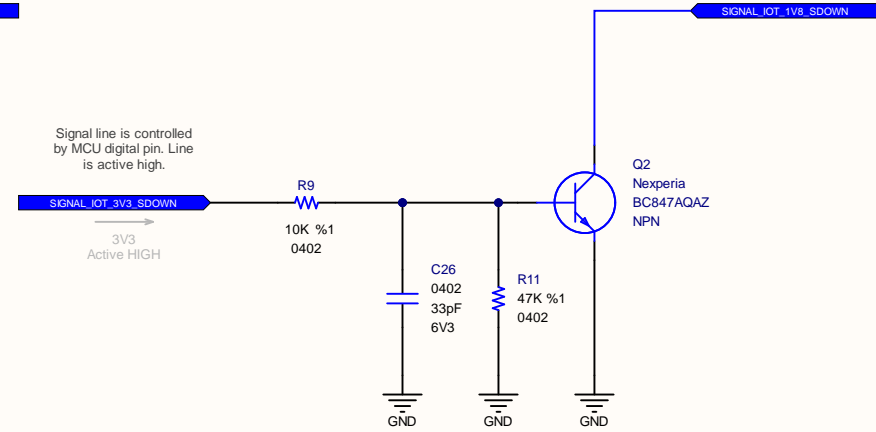 SIGNAL_IOT_1V8_SDOWN
Signal line is controlled
by MCU digital pin. Line
is active high.
SIGNAL_IOT_3V3_SDOWN
3V3
Active HIGH
R9
10K %1
0402
C26
0402
33pF
6V3
R11
47K %1
0402
Q2
Nexperia
BC847AQAZ
NPN
GND
GND
GND